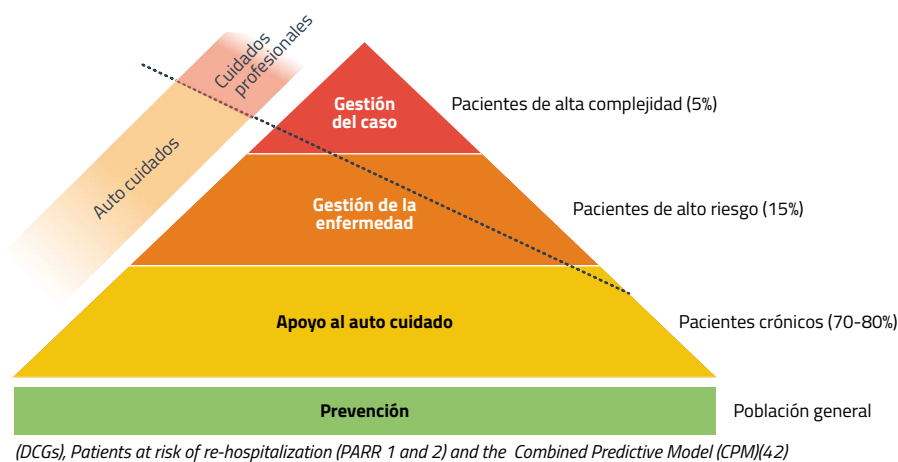 Cuidados
profesionales
Auto cuidados
Gestión
del caso
Pacientes de alta complejidad (5%)
Gestión de la
enfermedad
Pacientes de alto riesgo (15%)
Apoyo al auto cuidado
Pacientes crónicos (70-80%)
Prevención
Población general
(DCGs), Patients at risk of re-hospitalization (PARR 1 and 2) and the Combined Predictive Model (CPM)(42)